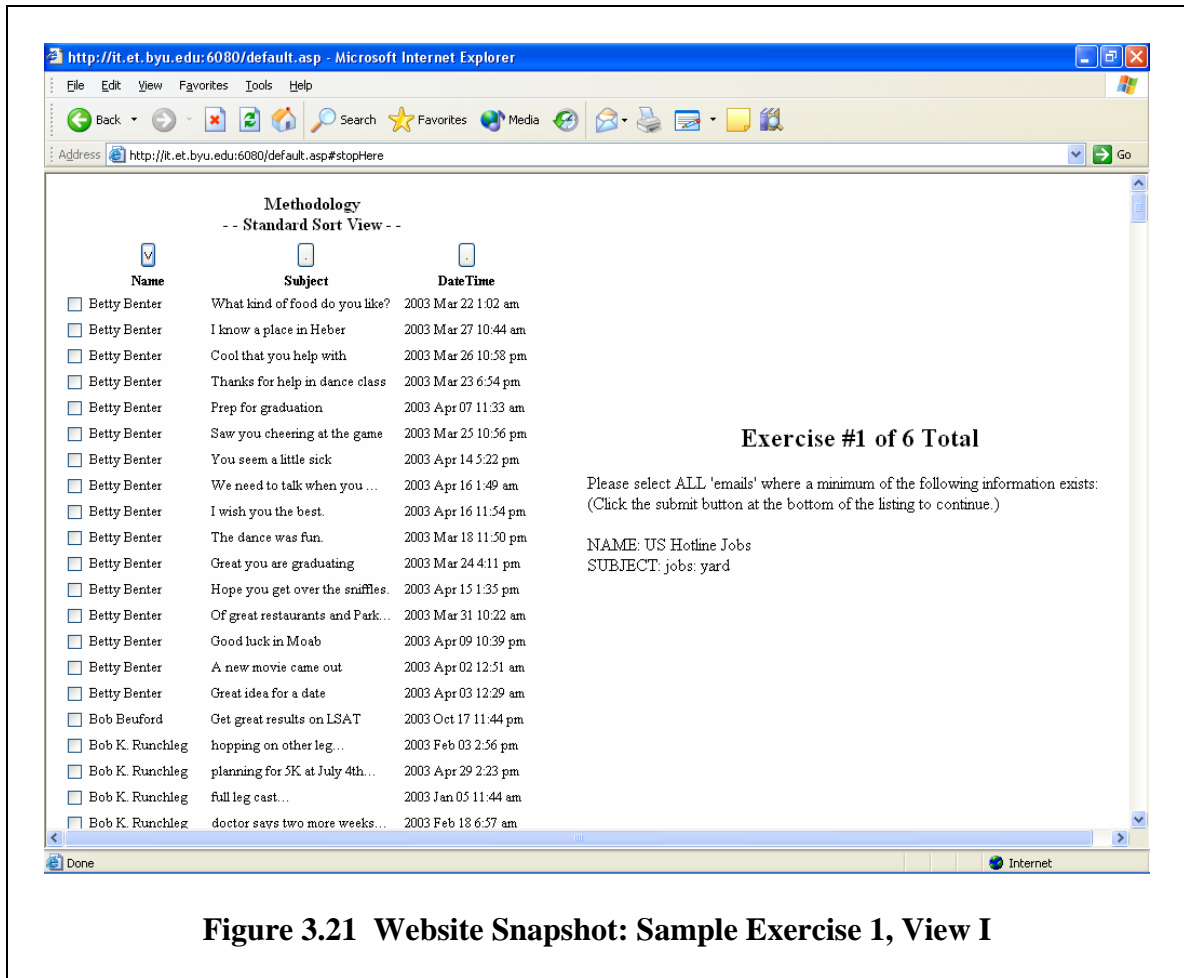 http://it.et.byu.edu:6080/default.asp - Microsoft Internet Explorer
File Edit View Favorites Tools Help
Back Search Favorites Media
Address http://it.et.byu.edu:6080/default.asp#stopHere Go
Methodology
- - Standard Sort View - -
V . .
Name Subject DateTime
Betty Benter What kind of food do you like? 2003 Mar 22 1:02 am
Betty Benter I know a place in Heber 2003 Mar 27 10:44 am
Betty Benter Cool that you help with 2003 Mar 26 10:58 pm
Betty Benter Thanks for help in dance class 2003 Mar 23 6:54 pm
Betty Benter Prep for graduation 2003 Apr 07 11:33 am
Betty Benter Saw you cheering at the game 2003 Mar 25 10:56 pm
Betty Benter You seem a little sick 2003 Apr 14 5:22 pm
Betty Benter We need to talk when you ... 2003 Apr 16 1:49 am
Betty Benter I wish you the best. 2003 Apr 16 11:54 pm
Betty Benter The dance was fun. 2003 Mar 18 11:50 pm
Betty Benter Great you are graduating 2003 Mar 24 4:11 pm
Betty Benter Hope you get over the sniffles. 2003 Apr 15 1:35 pm
Betty Benter Of great restaurants and Park... 2003 Mar 31 10:22 am
Betty Benter Good luck in Moab 2003 Apr 09 10:39 pm
Betty Benter A new movie came out 2003 Apr 02 12:51 am
Betty Benter Great idea for a date 2003 Apr 03 12:29 am
Bob Beuford Get great results on LSAT 2003 Oct 17 11:44 pm
Bob K. Runchleg hopping on other leg... 2003 Feb 03 2:56 pm
Bob K. Runchleg planning for 5K at July 4th... 2003 Apr 29 2:23 pm
Bob K. Runchleg full leg cast... 2003 Jan 05 11:44 am
Bob K. Runchleg doctor says two more weeks... 2003 Feb 18 6:57 am
Exercise #1 of 6 Total
Please select ALL 'emails' where a minimum of the following information exists:
(Click the submit button at the bottom of the listing to continue.)
NAME: US Hotline Jobs
SUBJECT: jobs: yard
Done Internet
Figure 3.21 Website Snapshot: Sample Exercise 1, View I